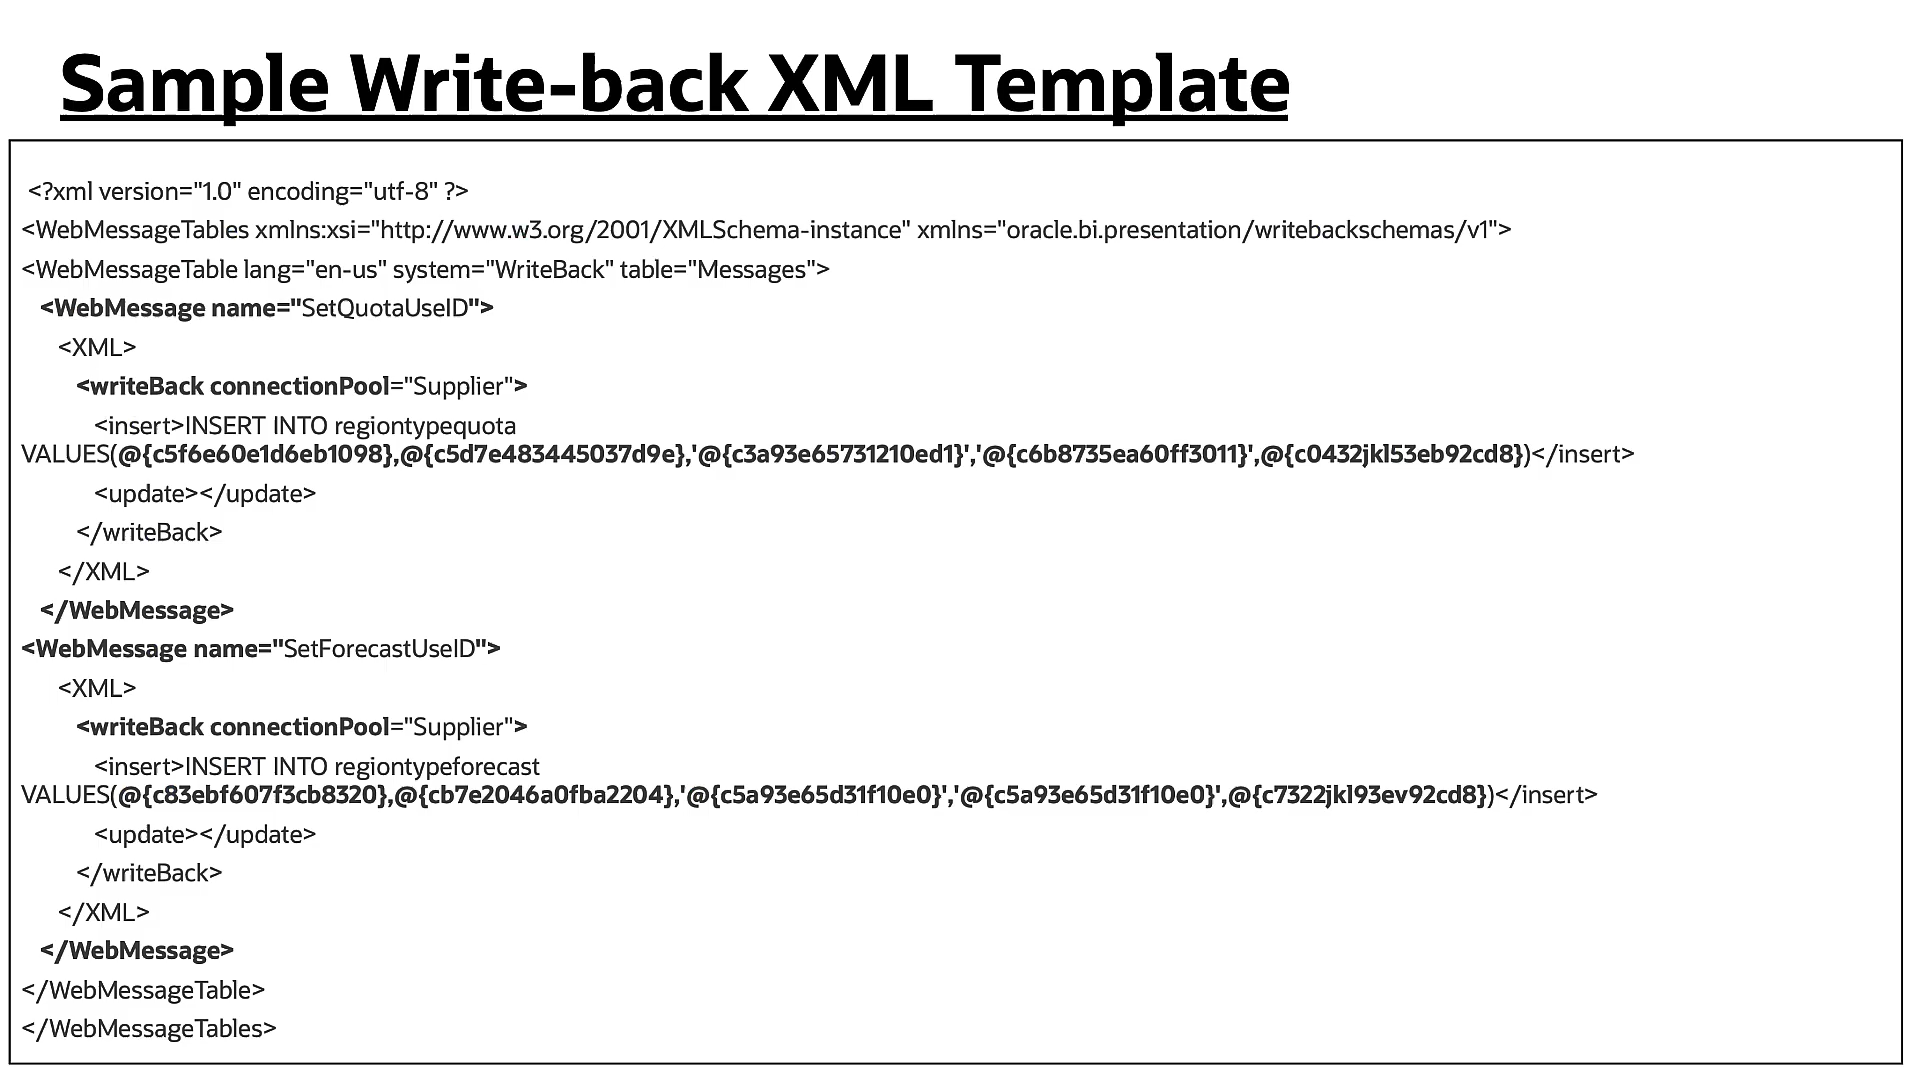 Sample Write-back XML Template
<?xml version="1.0" encoding="utf-8" ?>
<WebMessageTables xmlns:xsi="http://www.w3.org/2001/XMLSchema-instance" xmlns="oracle.bi.presentation/writebackschemas/v1">
<WebMessageTable lang="en-us" system="WriteBack" table="Messages">
<WebMessage name="SetQuotaUseID">
<XML>
<writeBack connectionPool="Supplier">
<insert>INSERT INTO regiontypequota
VALUES(@{c5f6e60e1d6eb1098},@{c5d7e483445037d9e},'@{c3a93e65731210ed1}','@{c6b8735ea60ff3011}',@{c0432jkl53eb92cd8})</insert>
<update></update>
</writeBack>
</XML>
</WebMessage>
<WebMessage name="SetForecastUseID">
<XML>
<writeBack connectionPool="Supplier">
<insert>INSERT INTO regiontypeforecast
VALUES(@{c83ebf607f3cb8320},@{cb7e2046a0fba2204},'@{c5a93e65d31f10e0}','@{c5a93e65d31f10e0}',@{c7322jkl93ev92cd8})</insert>
<update></update>
</writeBack>
</XML>
</WebMessage>
</WebMessageTable>
</WebMessageTables>